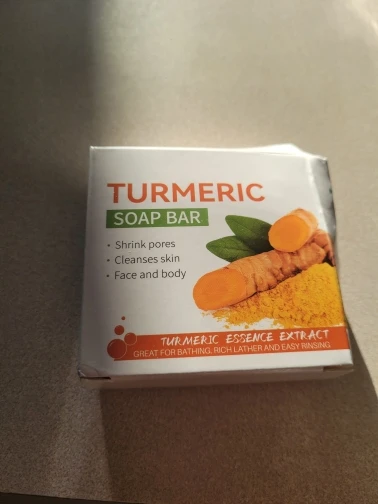 TURMERIC
SOAP BAR
• Shrink pores
• Cleanses skin
• Face and body
TURMERIC ESSENCE EXTRACT
GREAT FOR BATHING, RICH LATHER AND EASY RINSING